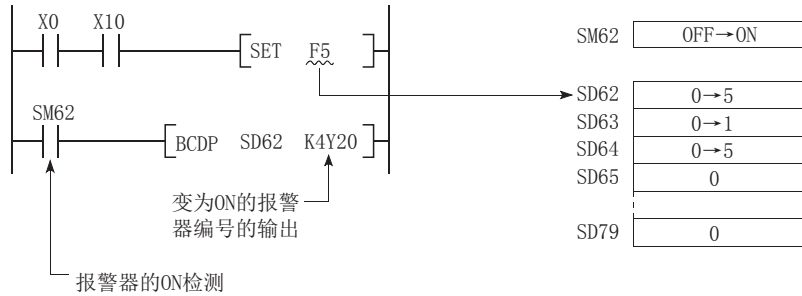 X0 X10
SET F5
SM62
BCDP SD62 K4Y20
变为ON的报警
器编号的输出
报警器的ON检测
SM62 OFF→ON
SD62 0→5
SD63 0→1
SD64 0→5
SD65 0
SD79 0